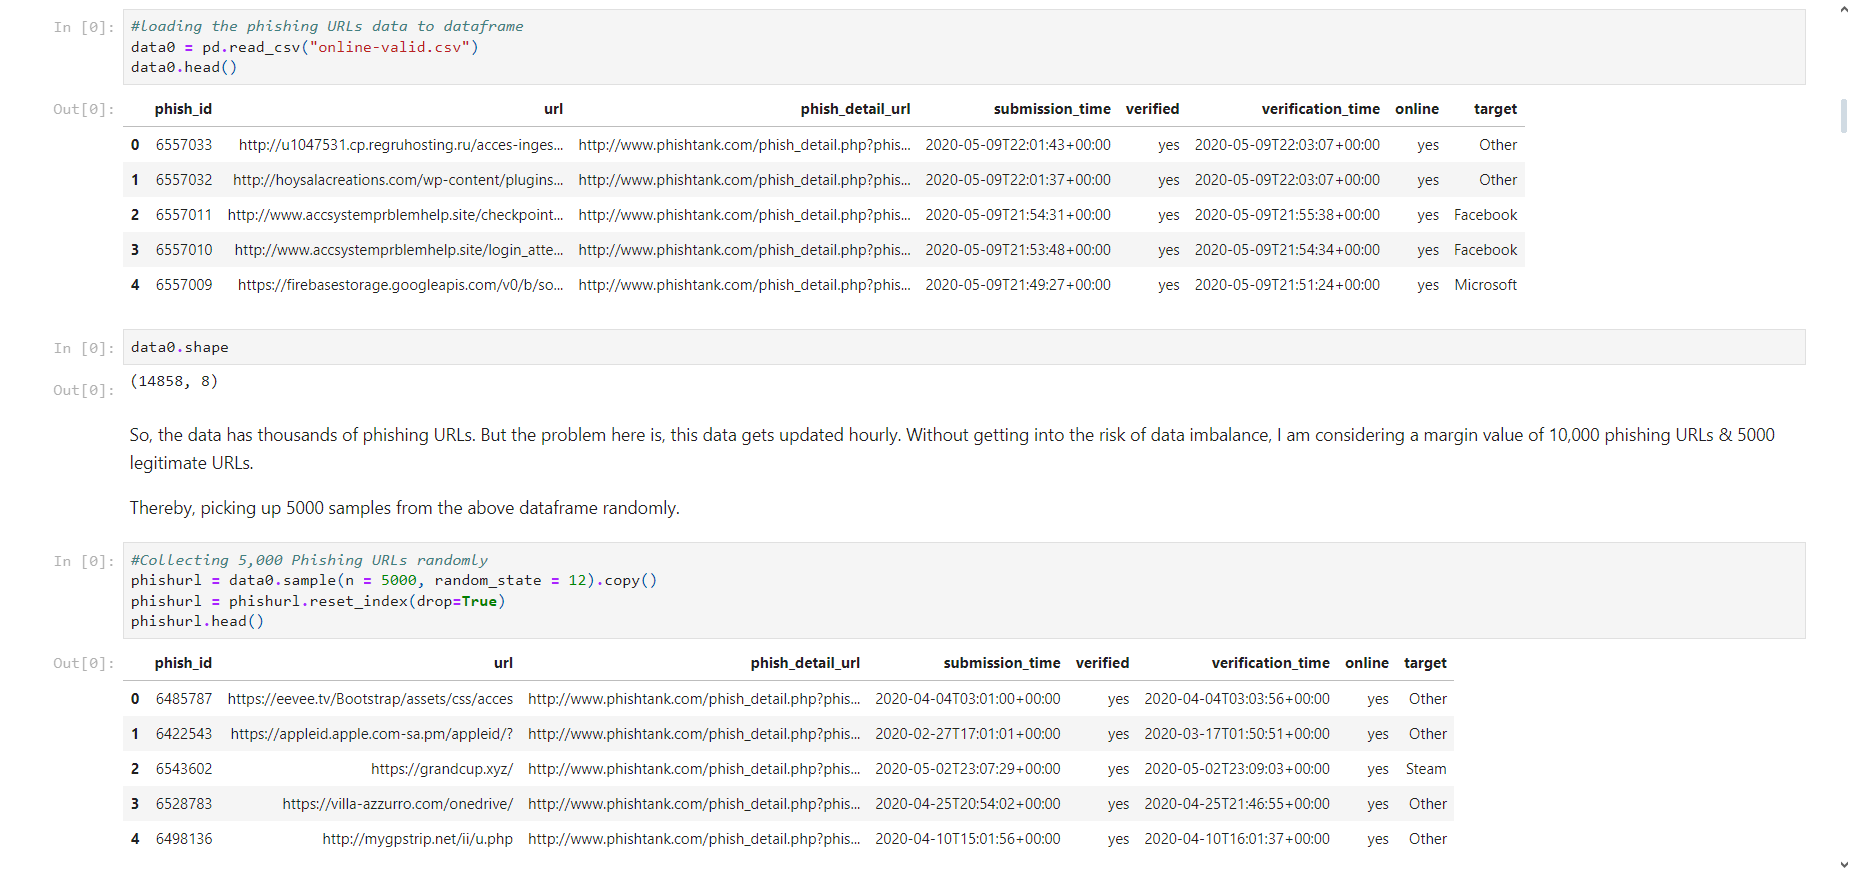 In [0]: #loading the phishing URLs data to dataframe
data0 = pd.read_csv("online-valid.csv")
data0.head()
Out[0]: phish_id url phish_detail_url submission_time verified verification_time online target
0 6557033 http://u1047531.cp.regruhosting.ru/acces-inges... http://www.phishtank.com/phish_detail.php?phis... 2020-05-09T22:01:43+00:00 yes 2020-05-09T22:03:07+00:00 yes Other
1 6557032 http://hoysalacreations.com/wp-content/plugins... http://www.phishtank.com/phish_detail.php?phis... 2020-05-09T22:01:37+00:00 yes 2020-05-09T22:03:07+00:00 yes Other
2 6557011 http://www.accsystemprblemhelp.site/checkpoint... http://www.phishtank.com/phish_detail.php?phis... 2020-05-09T21:54:31+00:00 yes 2020-05-09T21:55:38+00:00 yes Facebook
3 6557010 http://www.accsystemprblemhelp.site/login_atte... http://www.phishtank.com/phish_detail.php?phis... 2020-05-09T21:53:48+00:00 yes 2020-05-09T21:54:34+00:00 yes Facebook
4 6557009 https://firebasestorage.googleapis.com/v0/b/so... http://www.phishtank.com/phish_detail.php?phis... 2020-05-09T21:49:27+00:00 yes 2020-05-09T21:51:24+00:00 yes Microsoft
In [0]: data0.shape
Out[0]: (14858, 8)
So, the data has thousands of phishing URLs. But the problem here is, this data gets updated hourly. Without getting into the risk of data imbalance, I am considering a margin value of 10,000 phishing URLs & 5000
legitimate URLs.
Thereby, picking up 5000 samples from the above dataframe randomly.
In [0]: #Collecting 5,000 Phishing URLs randomly
phishurl = data0.sample(n = 5000, random_state = 12).copy()
phishurl = phishurl.reset_index(drop=True)
phishurl.head()
Out[0]: phish_id url phish_detail_url submission_time verified verification_time online target
0 6485787 https://eevee.tv/Bootstrap/assets/css/acces http://www.phishtank.com/phish_detail.php?phis... 2020-04-04T03:01:00+00:00 yes 2020-04-04T03:03:56+00:00 yes Other
1 6422543 https://appleid.apple.com-sa.pm/appleid/? http://www.phishtank.com/phish_detail.php?phis... 2020-02-27T17:01:01+00:00 yes 2020-03-17T01:50:51+00:00 yes Other
2 6543602 https://grandcup.xyz/ http://www.phishtank.com/phish_detail.php?phis... 2020-05-02T23:07:29+00:00 yes 2020-05-02T23:09:03+00:00 yes Steam
3 6528783 https://villa-azzurro.com/onedrive/ http://www.phishtank.com/phish_detail.php?phis... 2020-04-25T20:54:02+00:00 yes 2020-04-25T21:46:55+00:00 yes Other
4 6498136 http://mygpstrip.net/ii/u.php http://www.phishtank.com/phish_detail.php?phis... 2020-04-10T15:01:56+00:00 yes 2020-04-10T16:01:37+00:00 yes Other